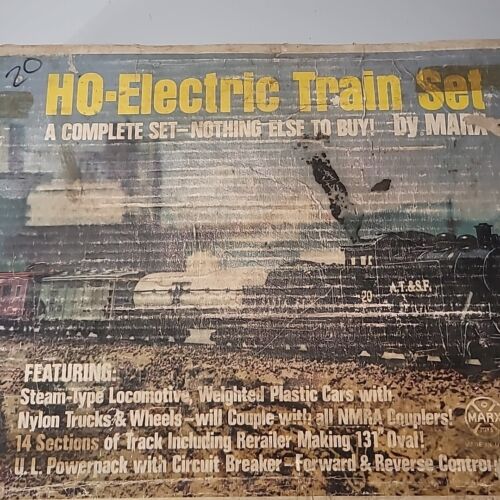 20
HO-Electric Train Set
A COMPLETE SET-NOTHING ELSE TO BUY! by MARX
A.T.&S.F.
20
FEATURING:
Steam-Type Locomotive, Weighted Plastic Cars with
Nylon Trucks & Wheels-will Couple with all NMRA Couplers!
14 Sections of Track Including Rerailer Making 131" Oval!
U.L. Powerpack with Circuit Breaker-Forward & Reverse Control
MARX